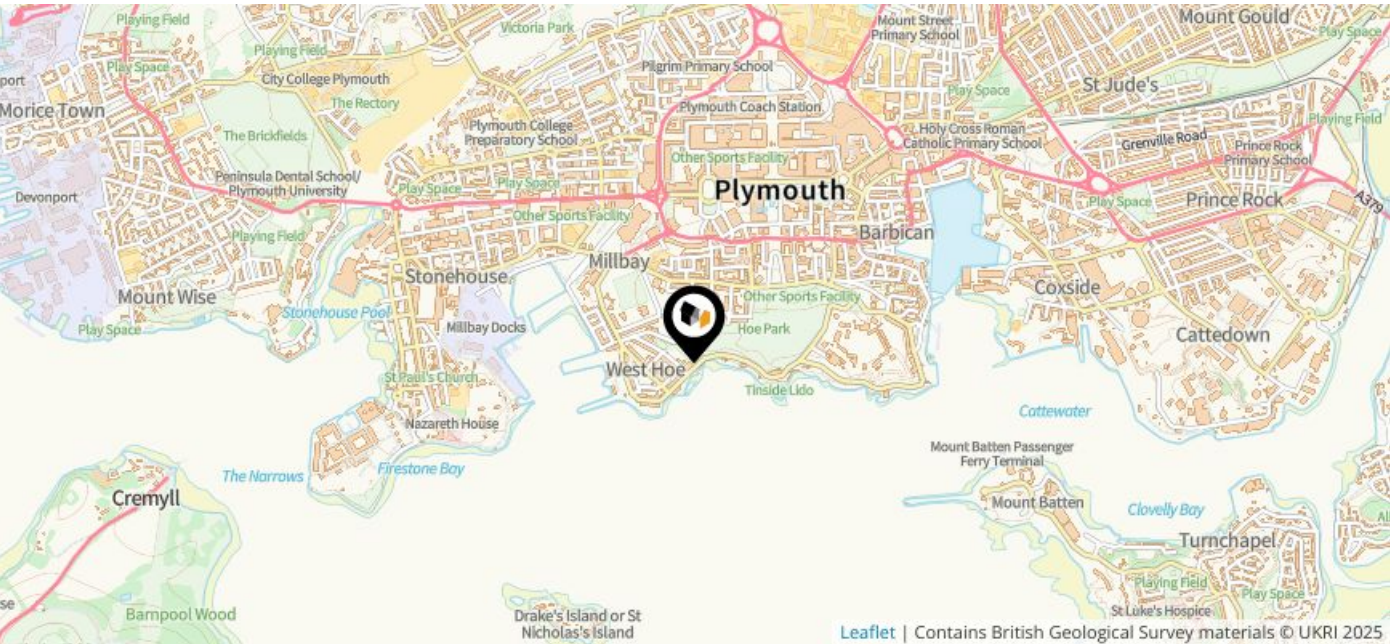 Playing Field
Victoria Park
Mount Street
Primary School
Mount Gould
Play Space
Playing Field
Play Space
City College Plymouth
Pilgrim Primary School
port
The Rectory
Play Space
St Jude's
Morice Town
Plymouth Coach Station
The Brickfields
Plymouth College
Preparatory School
Holy Cross Roman
Catholic Primary School
Grenville Road
Playing Field
Prince Rock
Primary School
Other Sports Facility
Peninsula Dental School/
Plymouth University
Play Space
Play Space
Plymouth
Devonport
Other Sports Facility
Play Space
Prince Rock
A379
Playing Field
Barbican
Millbay
Stonehouse
Mount Wise
Other Sports Facility
Coxside
Stonehouse Pool
Millbay Docks
Hoe Park
Play Space
Cattedown
West Hoe
St Paul's Church
Tinside Lido
Cattewater
Nazareth House
Mount Batten Passenger
Ferry Terminal
The Narrows
Firestone Bay
Cremyll
Mount Batten
Clovelly Bay
Turnchapel
Al
Playing Field
Play Space
se
Barnpool Wood
Drake's Island or St
Nicholas's Island
St Luke's Hospice
Leaflet | Contains British Geological Survey materials © UKRI 2025